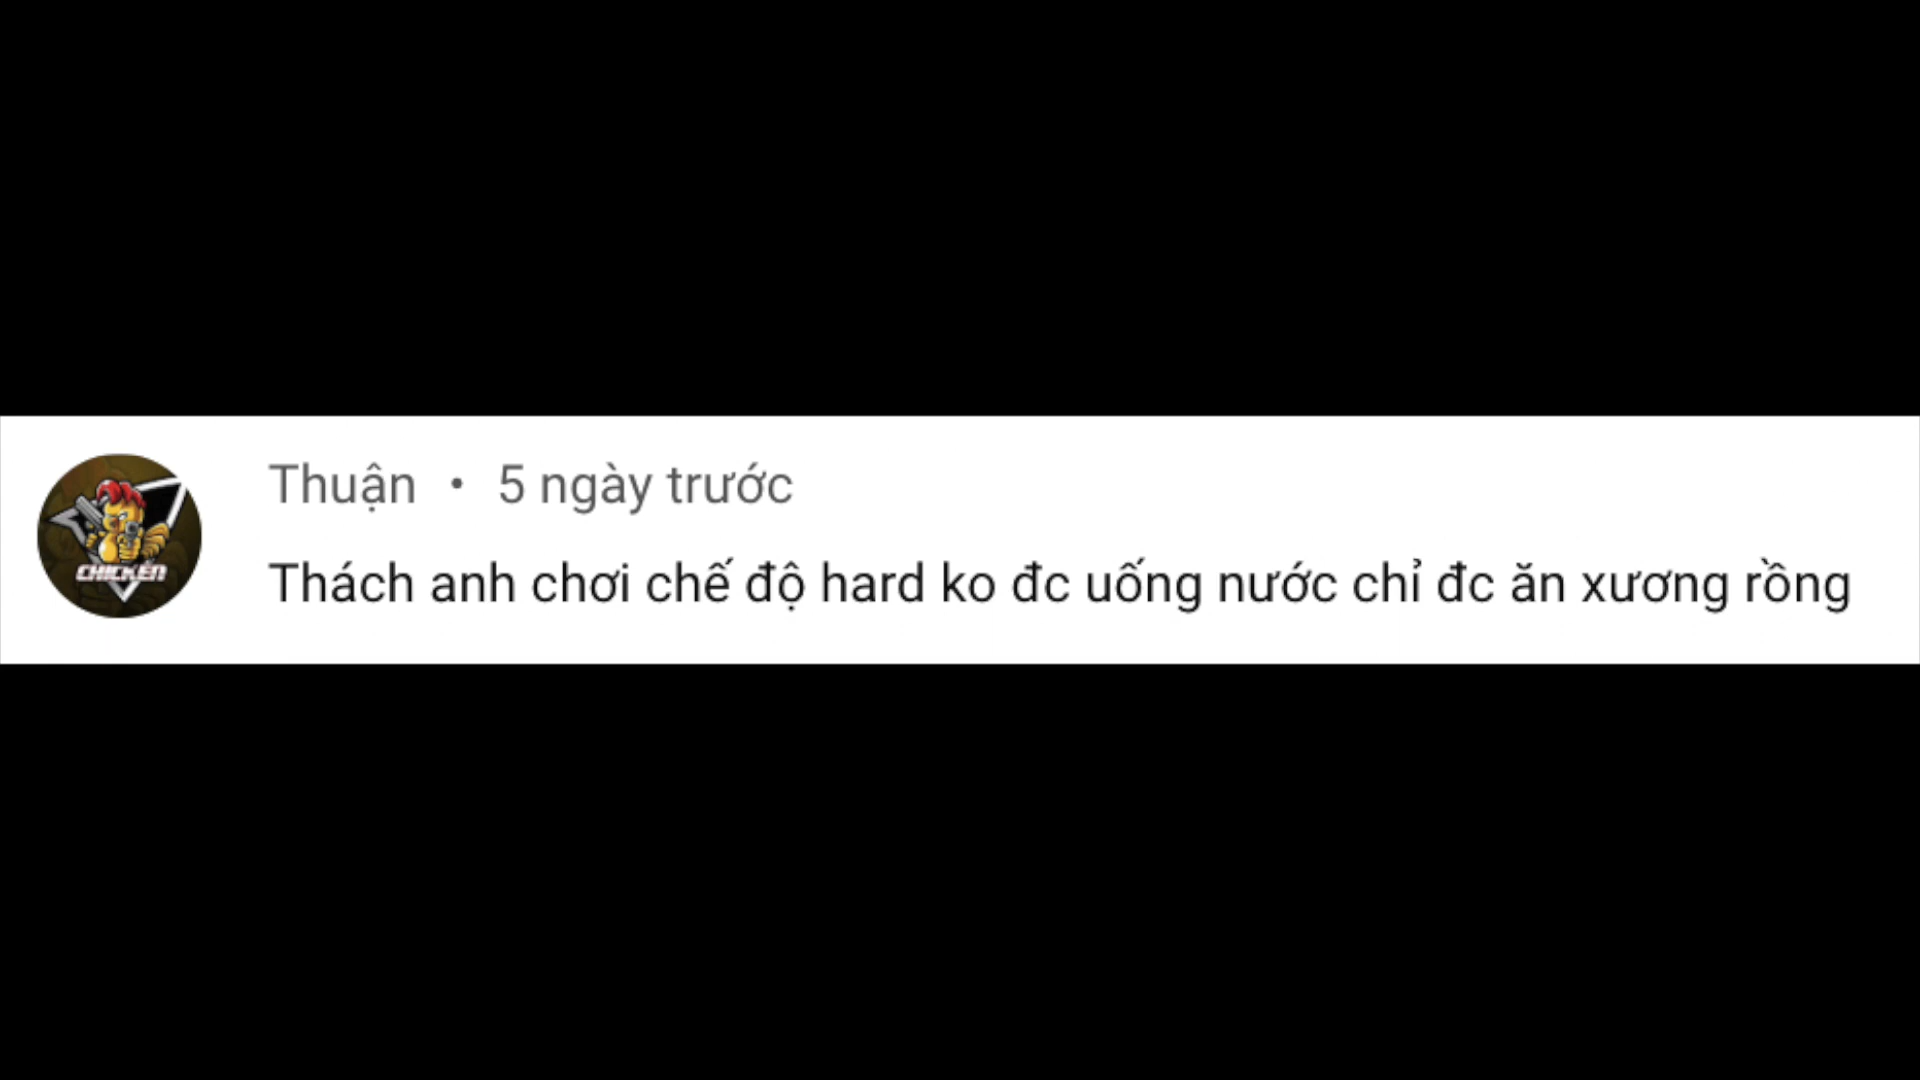 Thuận • 5 ngày trước
Thách anh chơi chế độ hard ko đc uống nước chỉ đc ăn xương rồng
CHICKEN